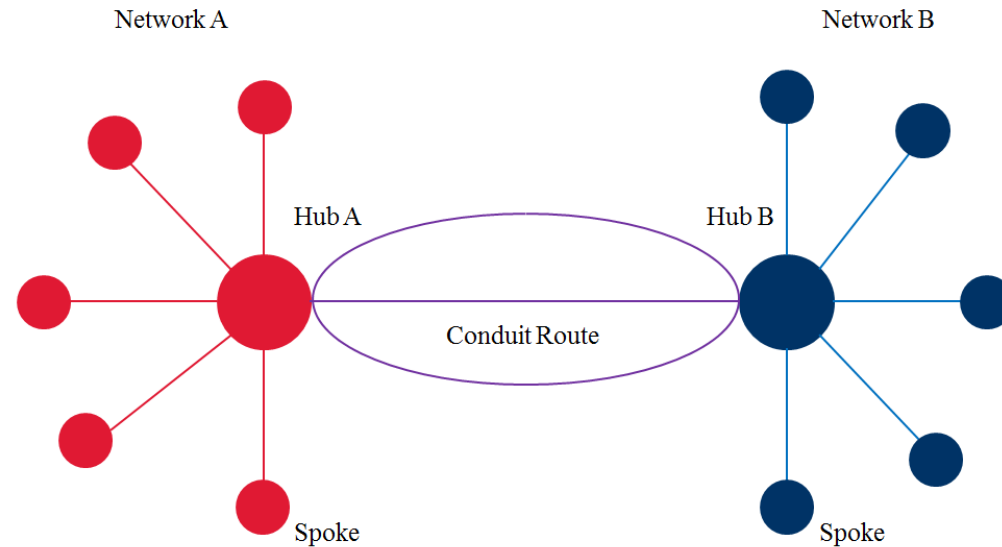 Network A
Network B
Hub A
Hub B
Conduit Route
Spoke
Spoke